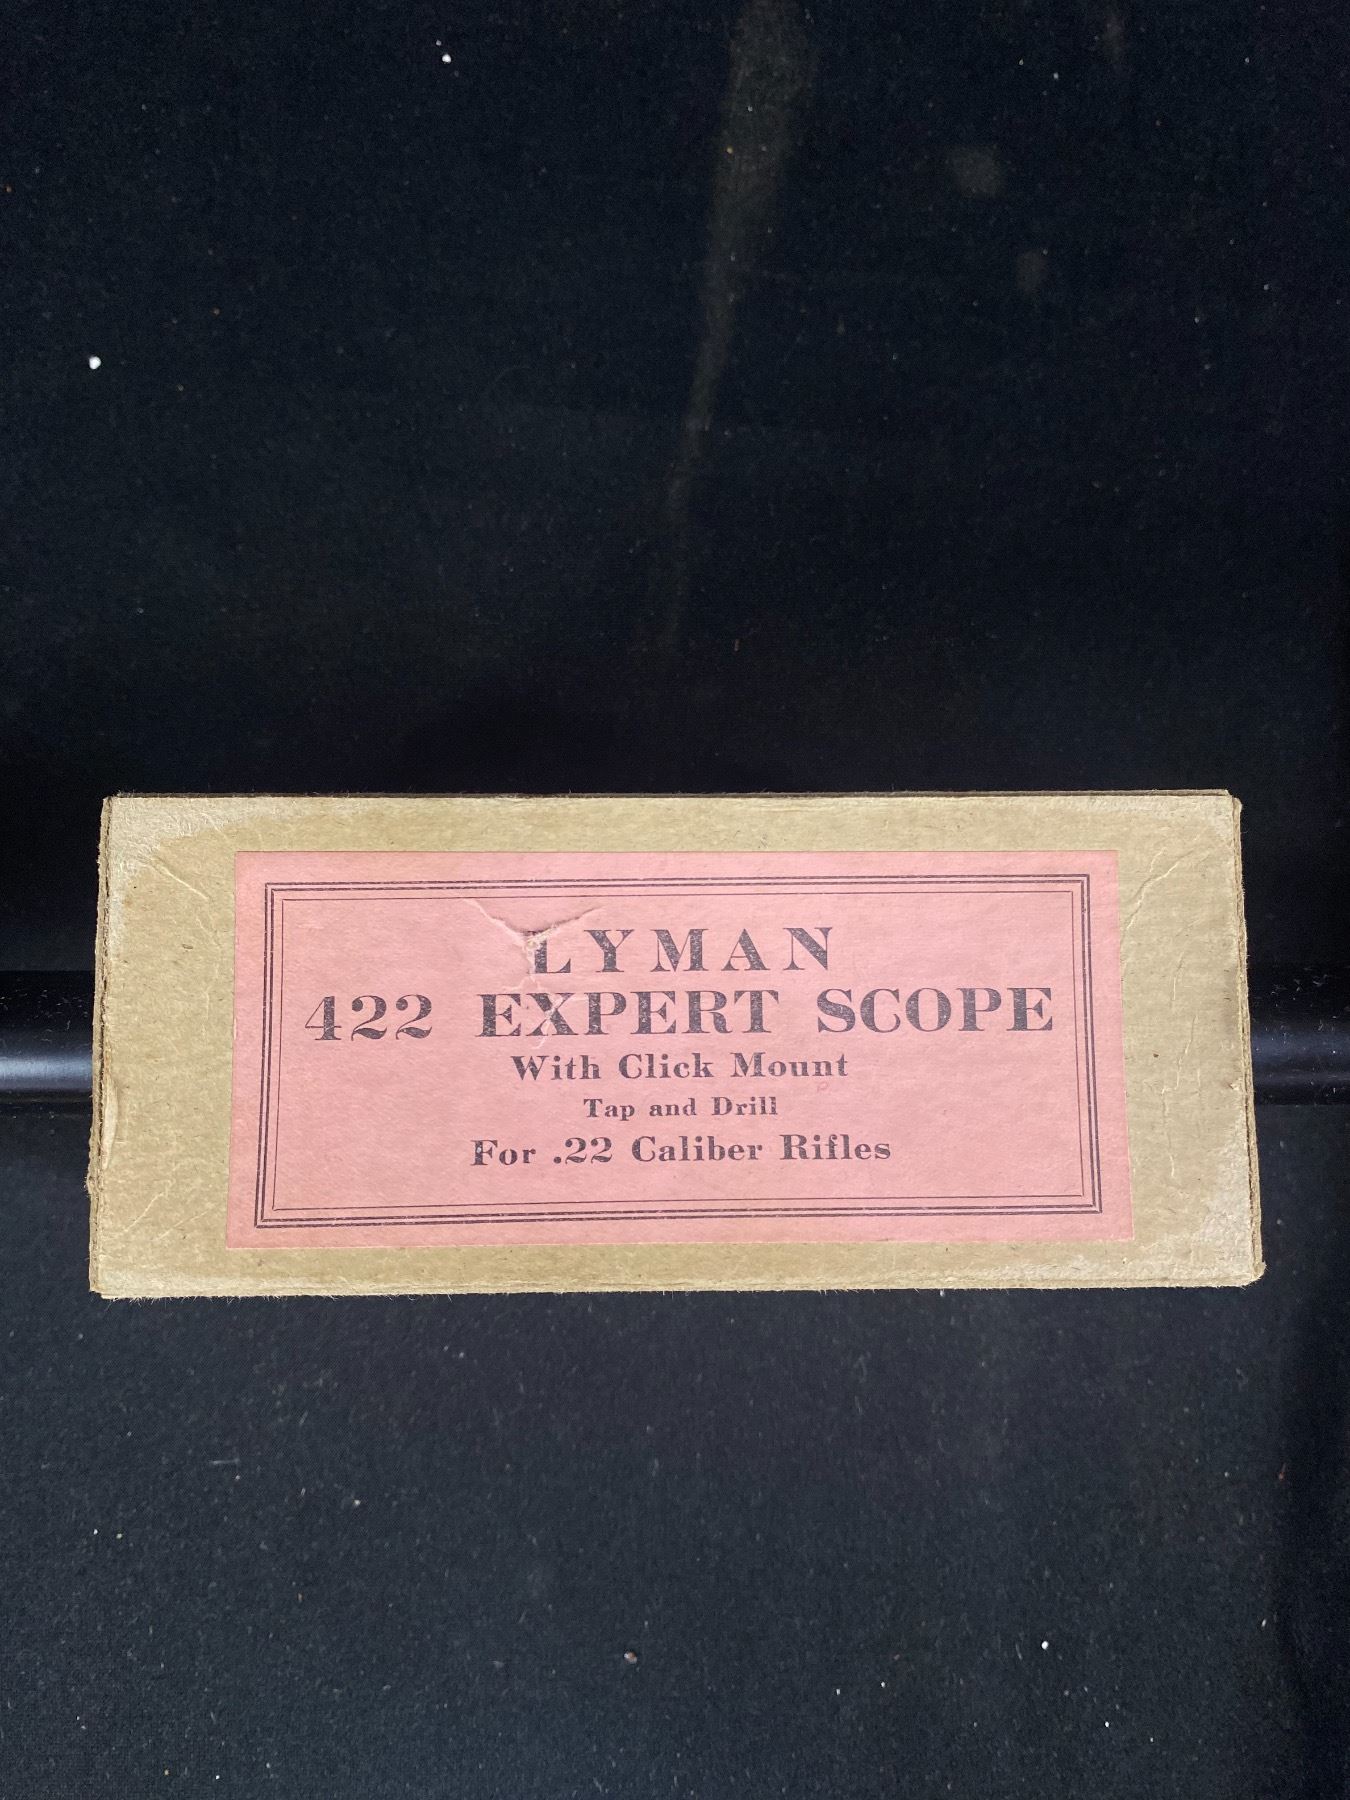 LYMAN
422 EXPERT SCOPE
With Click Mount
Tap and Drill
For .22 Caliber Rifles